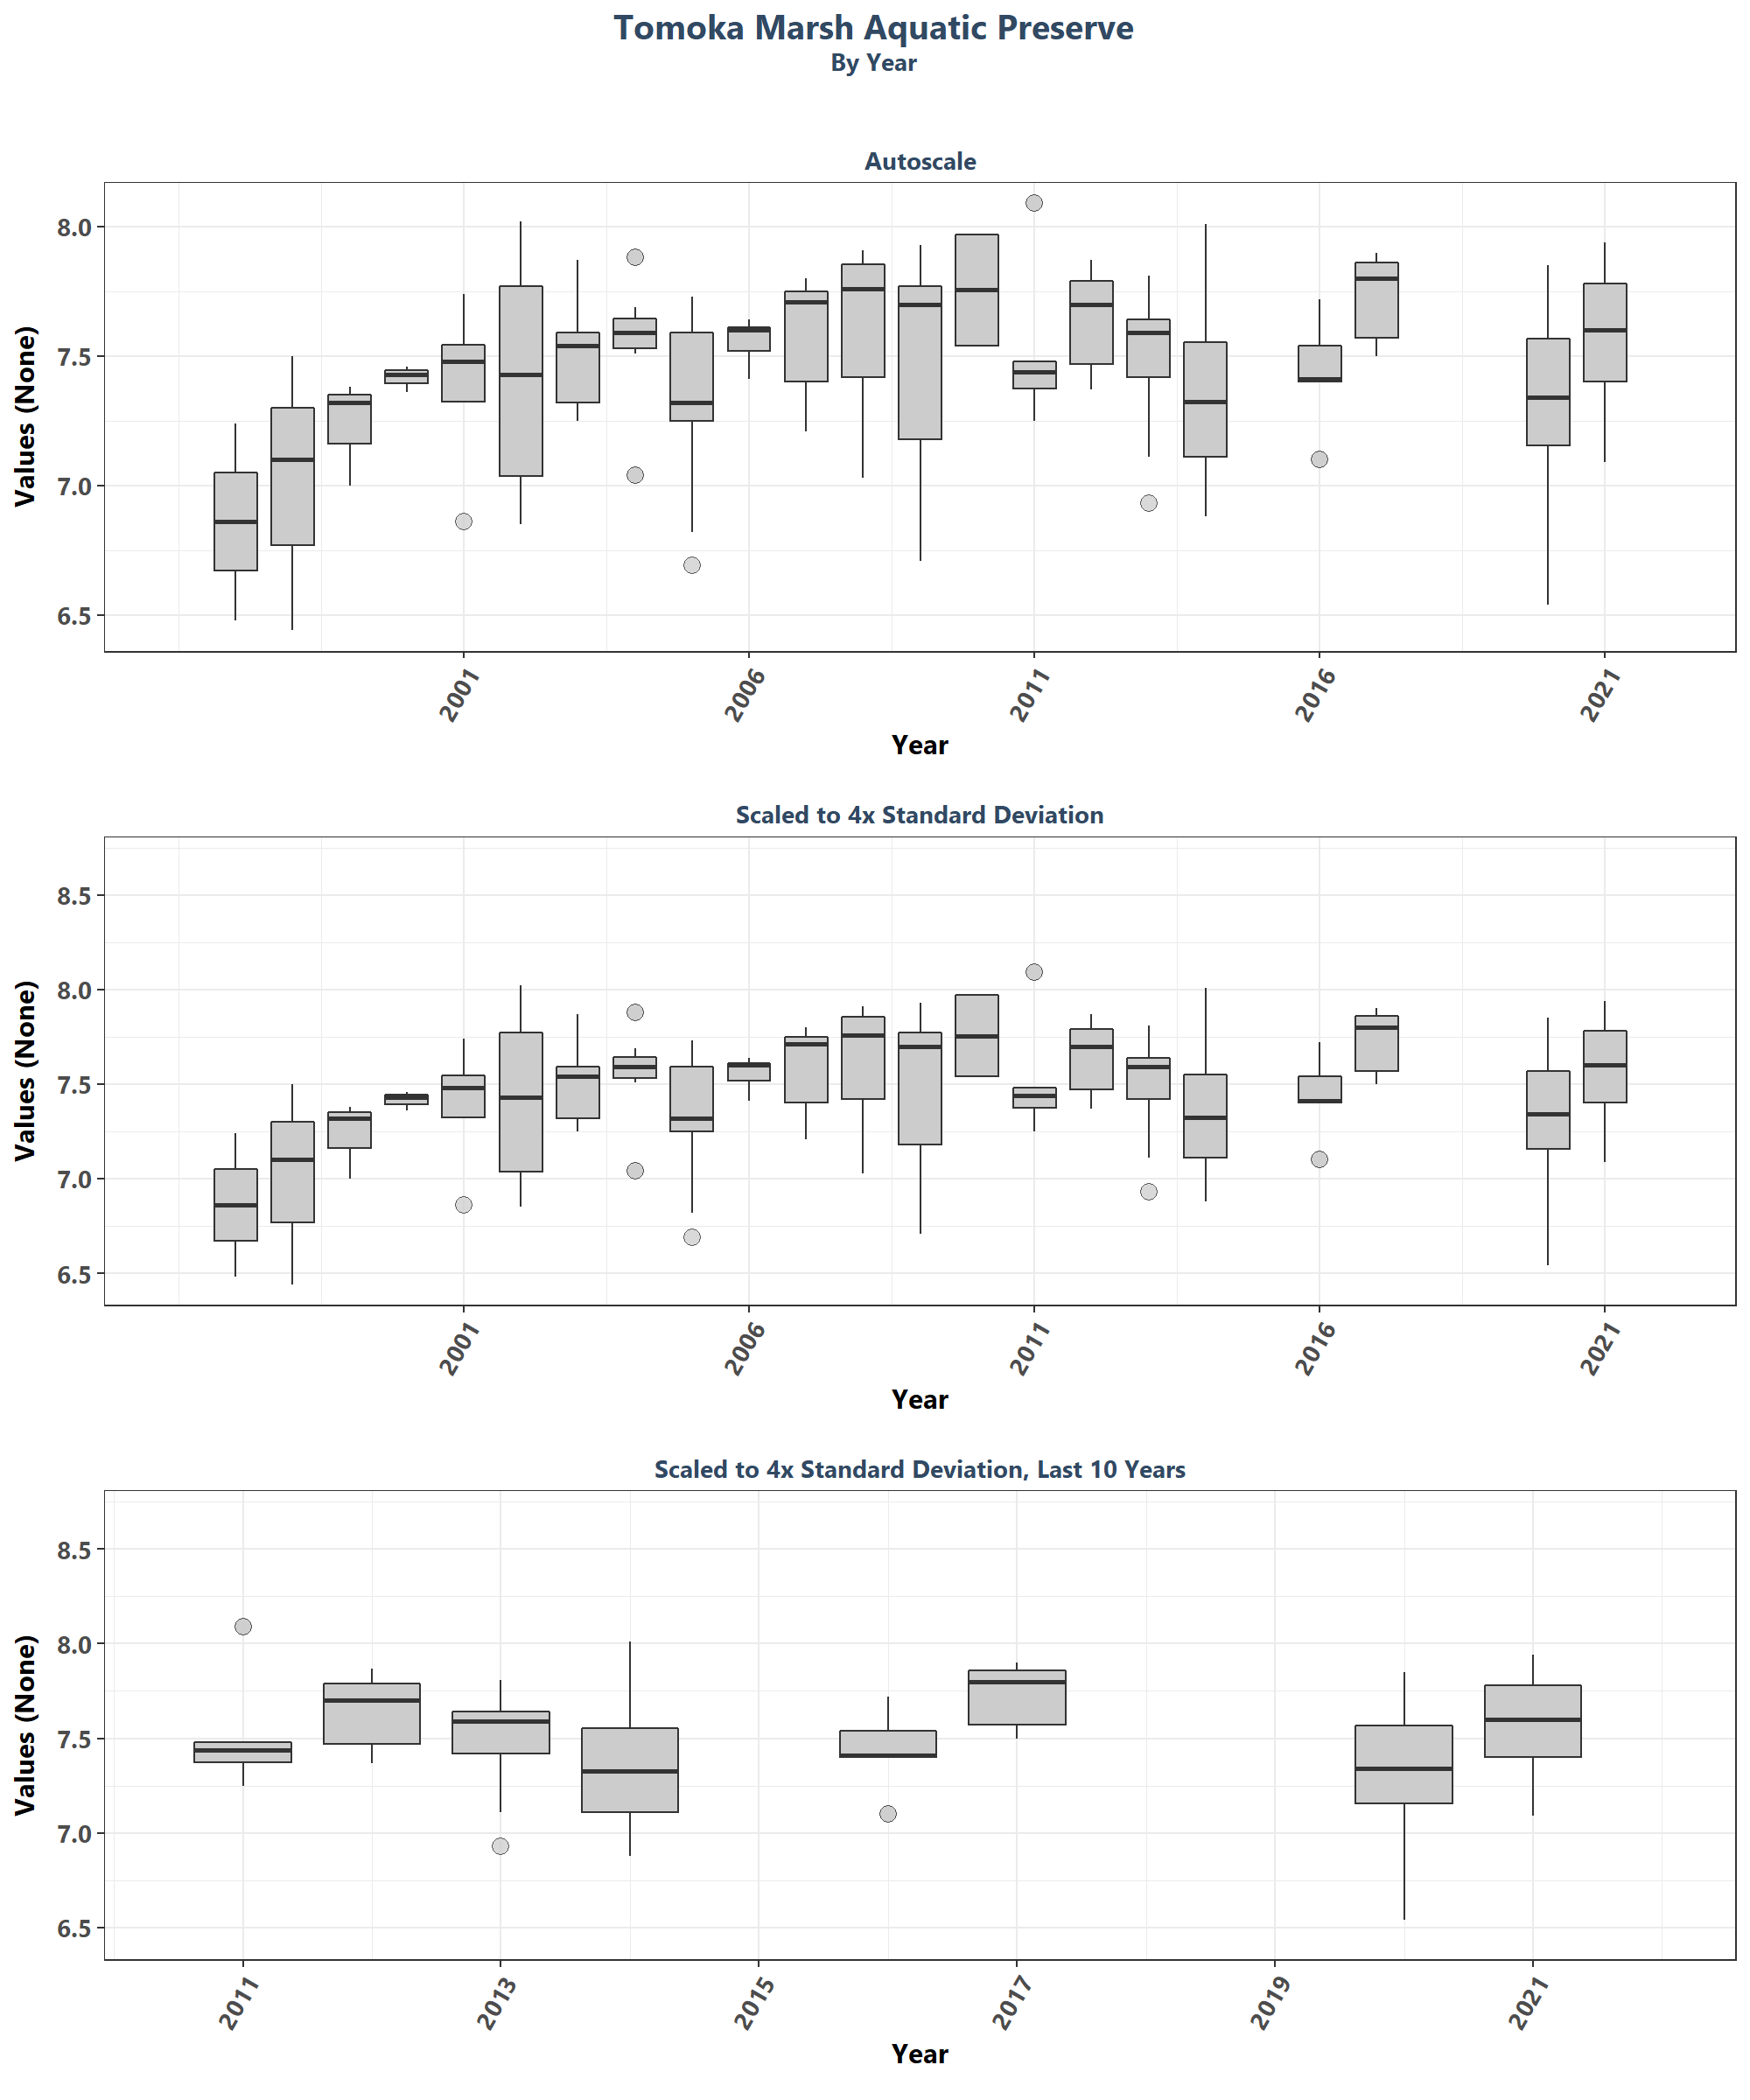 Tomoka Marsh Aquatic Preserve
By Year
Autoscale
Values (None)
8.0
7.5
7.0
6.5
2001 2006 2011 2016 2021
Year
Scaled to 4x Standard Deviation
Values (None)
8.5
8.0
7.5
7.0
6.5
2001 2006 2011 2016 2021
Year
Scaled to 4x Standard Deviation, Last 10 Years
Values (None)
8.5
8.0
7.5
7.0
6.5
2011 2013 2015 2017 2019 2021
Year